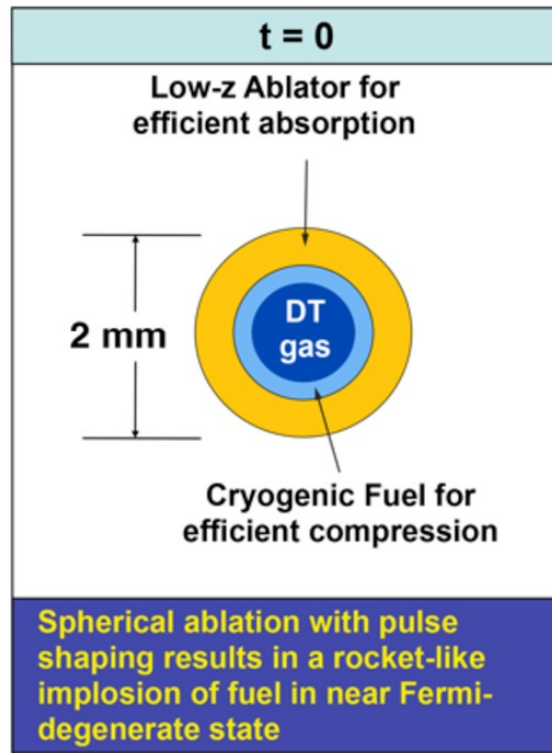 t = 0
Low-z Ablator for
efficient absorption
2 mm
DT
gas
Cryogenic Fuel for
efficient compression
Spherical ablation with pulse
shaping results in a rocket-like
implosion of fuel in near Fermi-
degenerate state